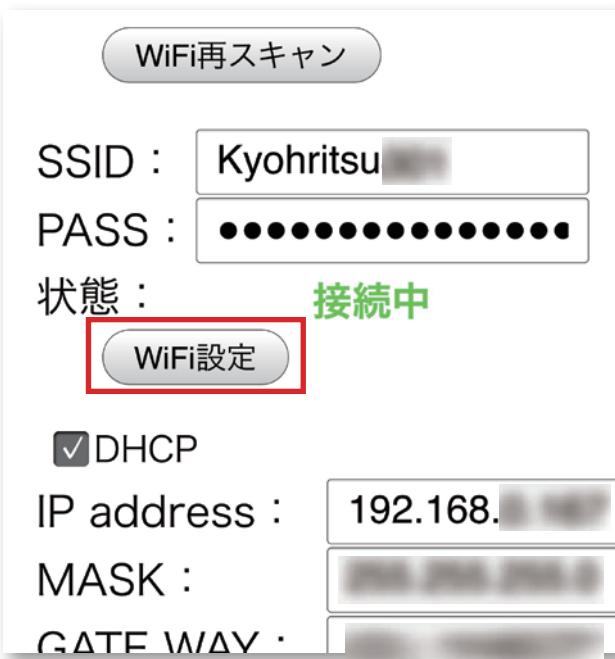 WiFi再スキャン
SSID： Kyohritsu
PASS： ●●●●●●●●●●●●●●●
状態： 接続中
WiFi設定
DHCP
IP address： 192.168.
MASK：
GATE WAY：